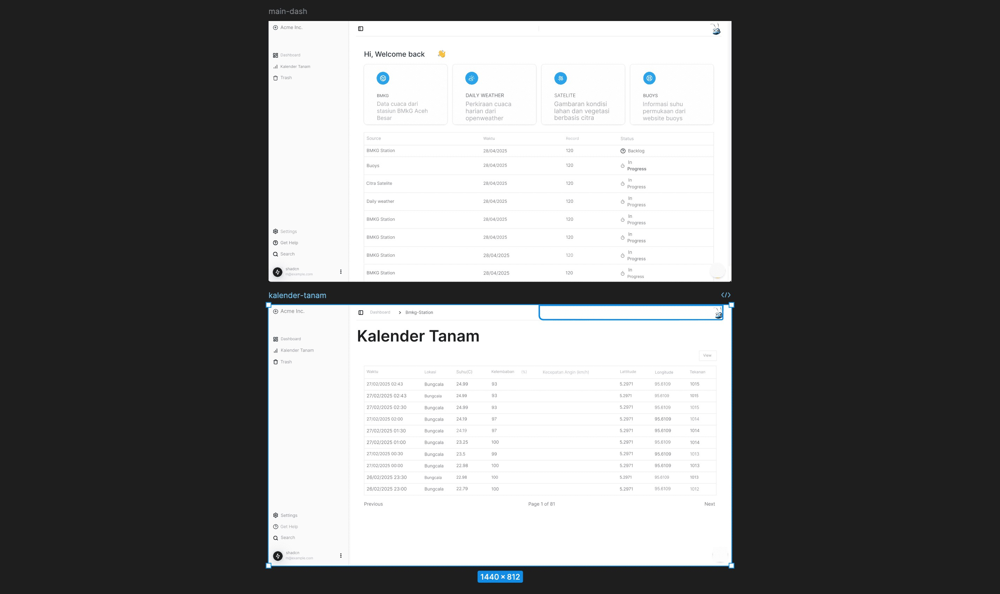 main-dash
Acme Inc.
Dashboard
Kalender Tanam
Trash
Settings
Get Help
Search
shadcn
m@example.com
Hi, Welcome back 👋
BMKG
Data cuaca dari
stasiun BMkG Aceh
Besar
DAILY WEATHER
Perkiraan cuaca
harian dari
openweather
SATELITE
Gambaran kondisi
lahan dan vegetasi
berbasis citra
BUOYS
Informasi suhu
permukaan dari
website buoys
Source Waktu Record Status
BMKG Station 28/04/2025 120 Backlog
Buoys 28/04/2025 120 In
Progress
Citra Satelite 28/04/2025 120 In
Progress
Daily weather 28/04/2025 120 In
Progress
BMKG Station 28/04/2025 120 In
Progress
BMKG Station 28/04/2025 120 In
Progress
BMKG Station 28/04/2025 120 In
Progress
BMKG Station 28/04/2025 120 In
Progress
kalender-tanam </>
Acme Inc.
Dashboard
Kalender Tanam
Trash
Settings
Get Help
Search
shadcn
m@example.com
Dashboard > Bmkg-Station
Kalender Tanam
View
Waktu Lokasi Suhu(C) Kelembaban (%) Kecepatan Angin (km/h) Lattitude Longitude Tekanan
27/02/2025 02:43 Bungcala 24.99 93 5.2971 95.6109 1015
27/02/2025 02:43 Bungcala 24.99 93 5.2971 95.6109 1015
27/02/2025 02:30 Bungcala 24.99 93 5.2971 95.6109 1015
27/02/2025 02:00 Bungcala 24.19 97 5.2971 95.6109 1014
27/02/2025 01:30 Bungcala 24.19 97 5.2971 95.6109 1014
27/02/2025 01:00 Bungcala 23.25 100 5.2971 95.6109 1014
27/02/2025 00:30 Bungcala 23.5 99 5.2971 95.6109 1013
27/02/2025 00:00 Bungcala 22.98 100 5.2971 95.6109 1013
26/02/2025 23:30 Bungcala 22.98 100 5.2971 95.6109 1013
26/02/2025 23:00 Bungcala 22.79 100 5.2971 95.6109 1012
Previous Page 1 of 81 Next
1440 × 812